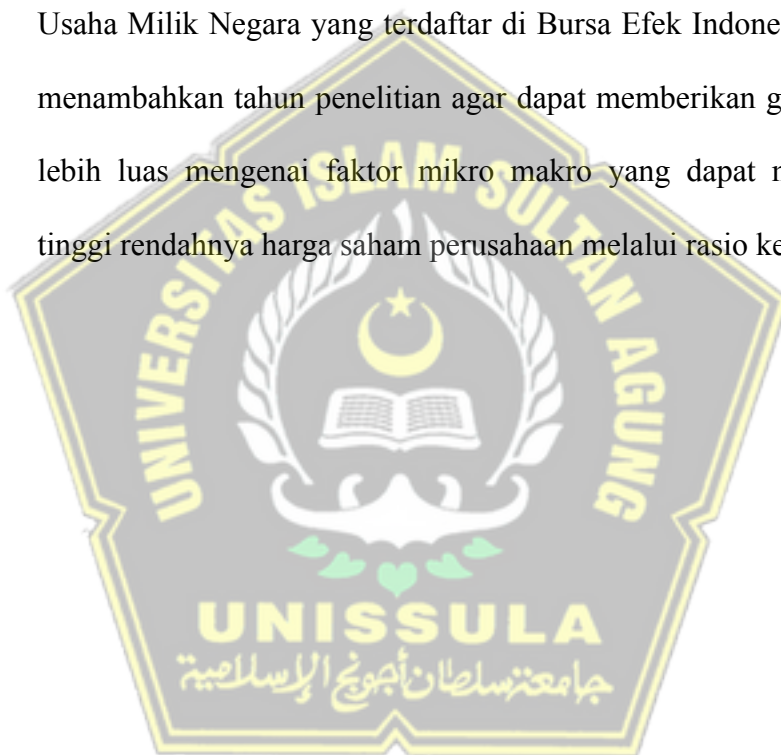 Usaha Milik Negara yang terdaftar di Bursa Efek
menambahkan tahun penelitian agar dapat memberikan
lebih luas mengenai faktor mikro makro yang dapat
tinggi rendahnya harga saham perusahaan melalui rasio
UNIVERSITAS ISLAM SULTAN AGUNG
UNISSULA
جامعة سلطان أجونج الإسلامية